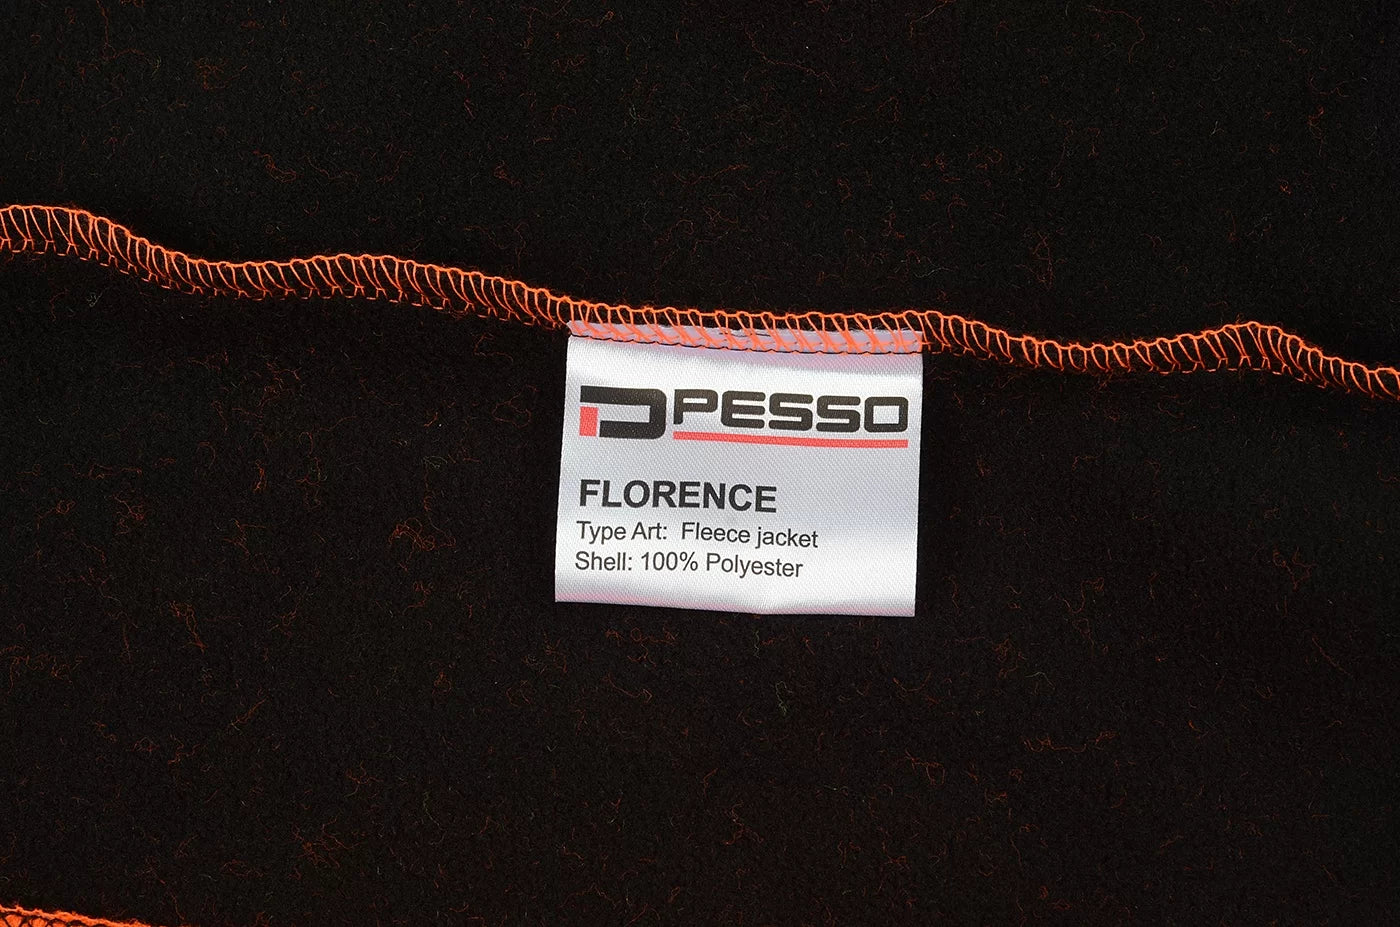 PESSO
FLORENCE
Type Art: Fleece jacket
Shell: 100% Polyester